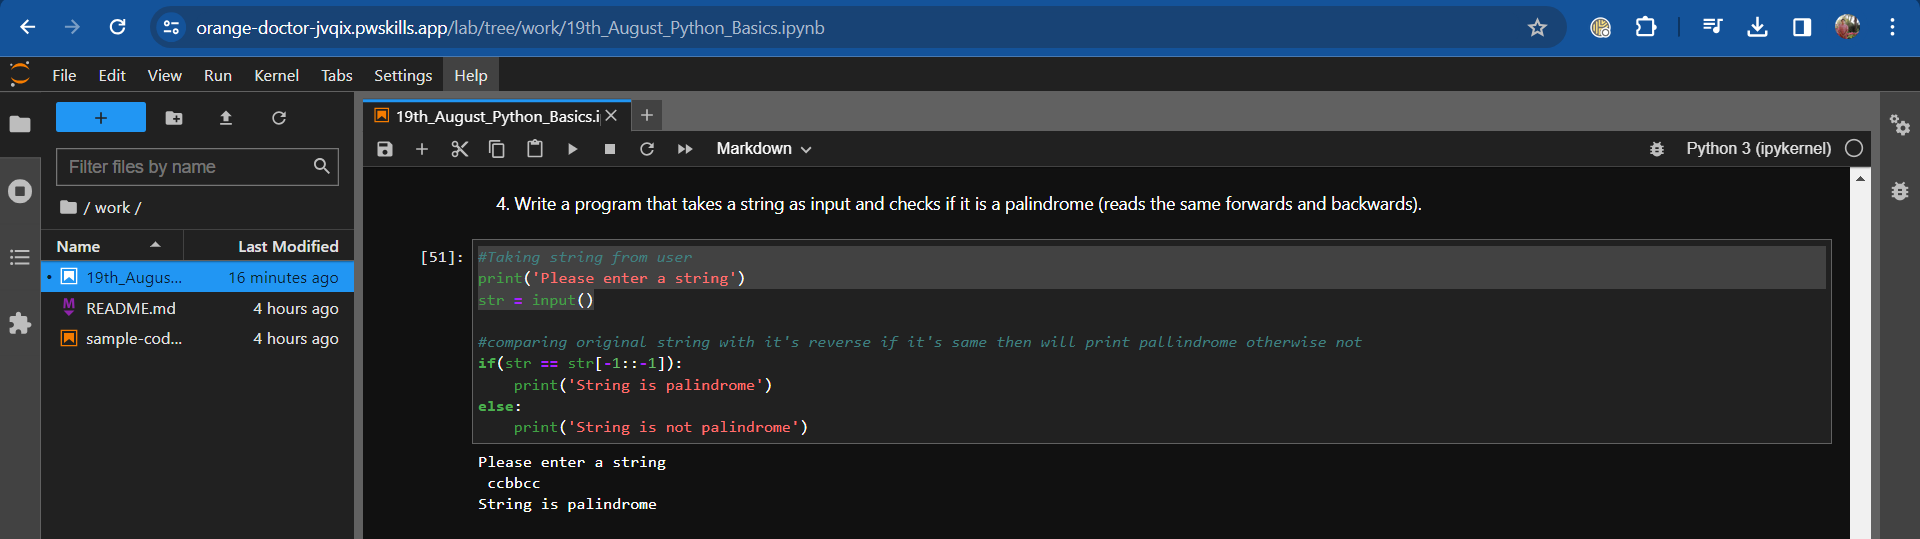 orange-doctor-jvqix.pwskills.app/lab/tree/work/19th_August_Python_Basics.ipynb
File Edit View Run Kernel Tabs Settings Help
+
Filter files by name
/ work /
Name Last Modified
19th_Augus... 16 minutes ago
README.md 4 hours ago
sample-cod... 4 hours ago
19th_August_Python_Basics.i
Markdown
Python 3 (ipykernel)
4. Write a program that takes a string as input and checks if it is a palindrome (reads the same forwards and backwards).
[51]:
#Taking string from user
print('Please enter a string')
str = input()
#comparing original string with it's reverse if it's same then will print pallindrome otherwise not
if(str == str[-1::-1]):
    print('String is palindrome')
else:
    print('String is not palindrome')
Please enter a string
 ccbbcc
String is palindrome